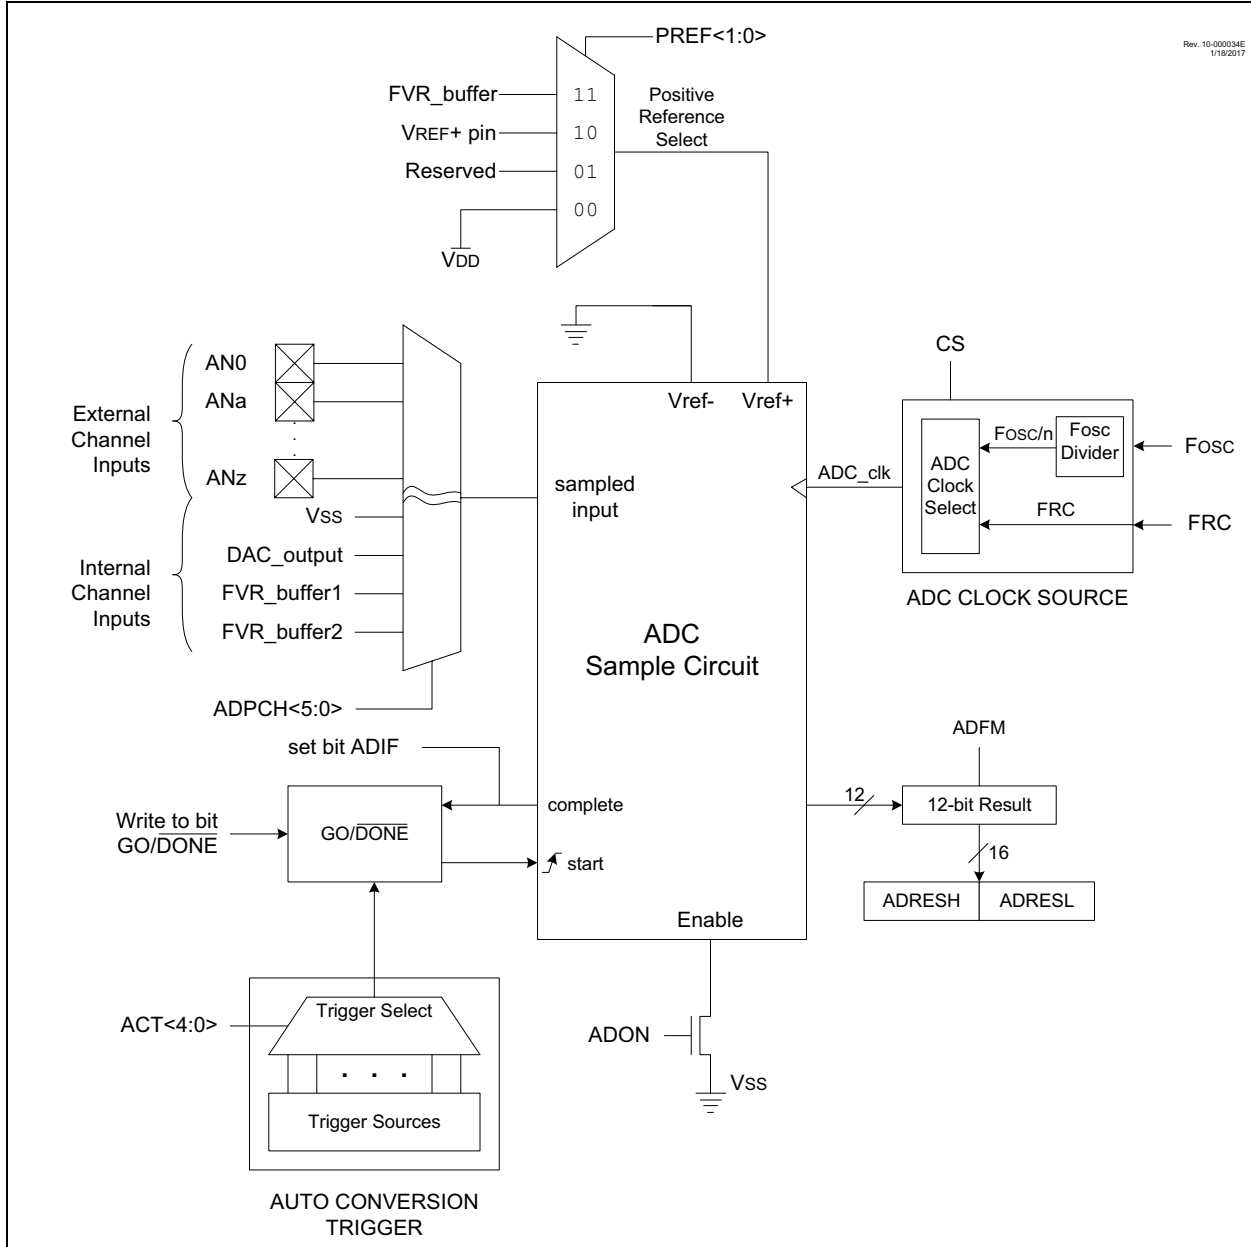 PREF<1:0>
Rev. 10-000034E
1/18/2017
FVR_buffer
11
Positive
Reference
Select
VREF+ pin
10
Reserved
01
00
VDD
External
Channel
Inputs
AN0
ANa
.
.
.
ANz
Internal
Channel
Inputs
VSS
DAC_output
FVR_buffer1
FVR_buffer2
ADPCH<5:0>
Vref-
Vref+
sampled
input
ADC_clk
ADC
Sample Circuit
CS
ADC
Clock
Select
FOSC/n
Fosc
Divider
FOSC
FRC
FRC
ADC CLOCK SOURCE
set bit ADIF
Write to bit
GO/DONE
GO/DONE
complete
start
Enable
ADFM
12
12-bit Result
16
ADRESH
ADRESL
ACT<4:0>
Trigger Select
. . .
Trigger Sources
AUTO CONVERSION
TRIGGER
ADON
VSS